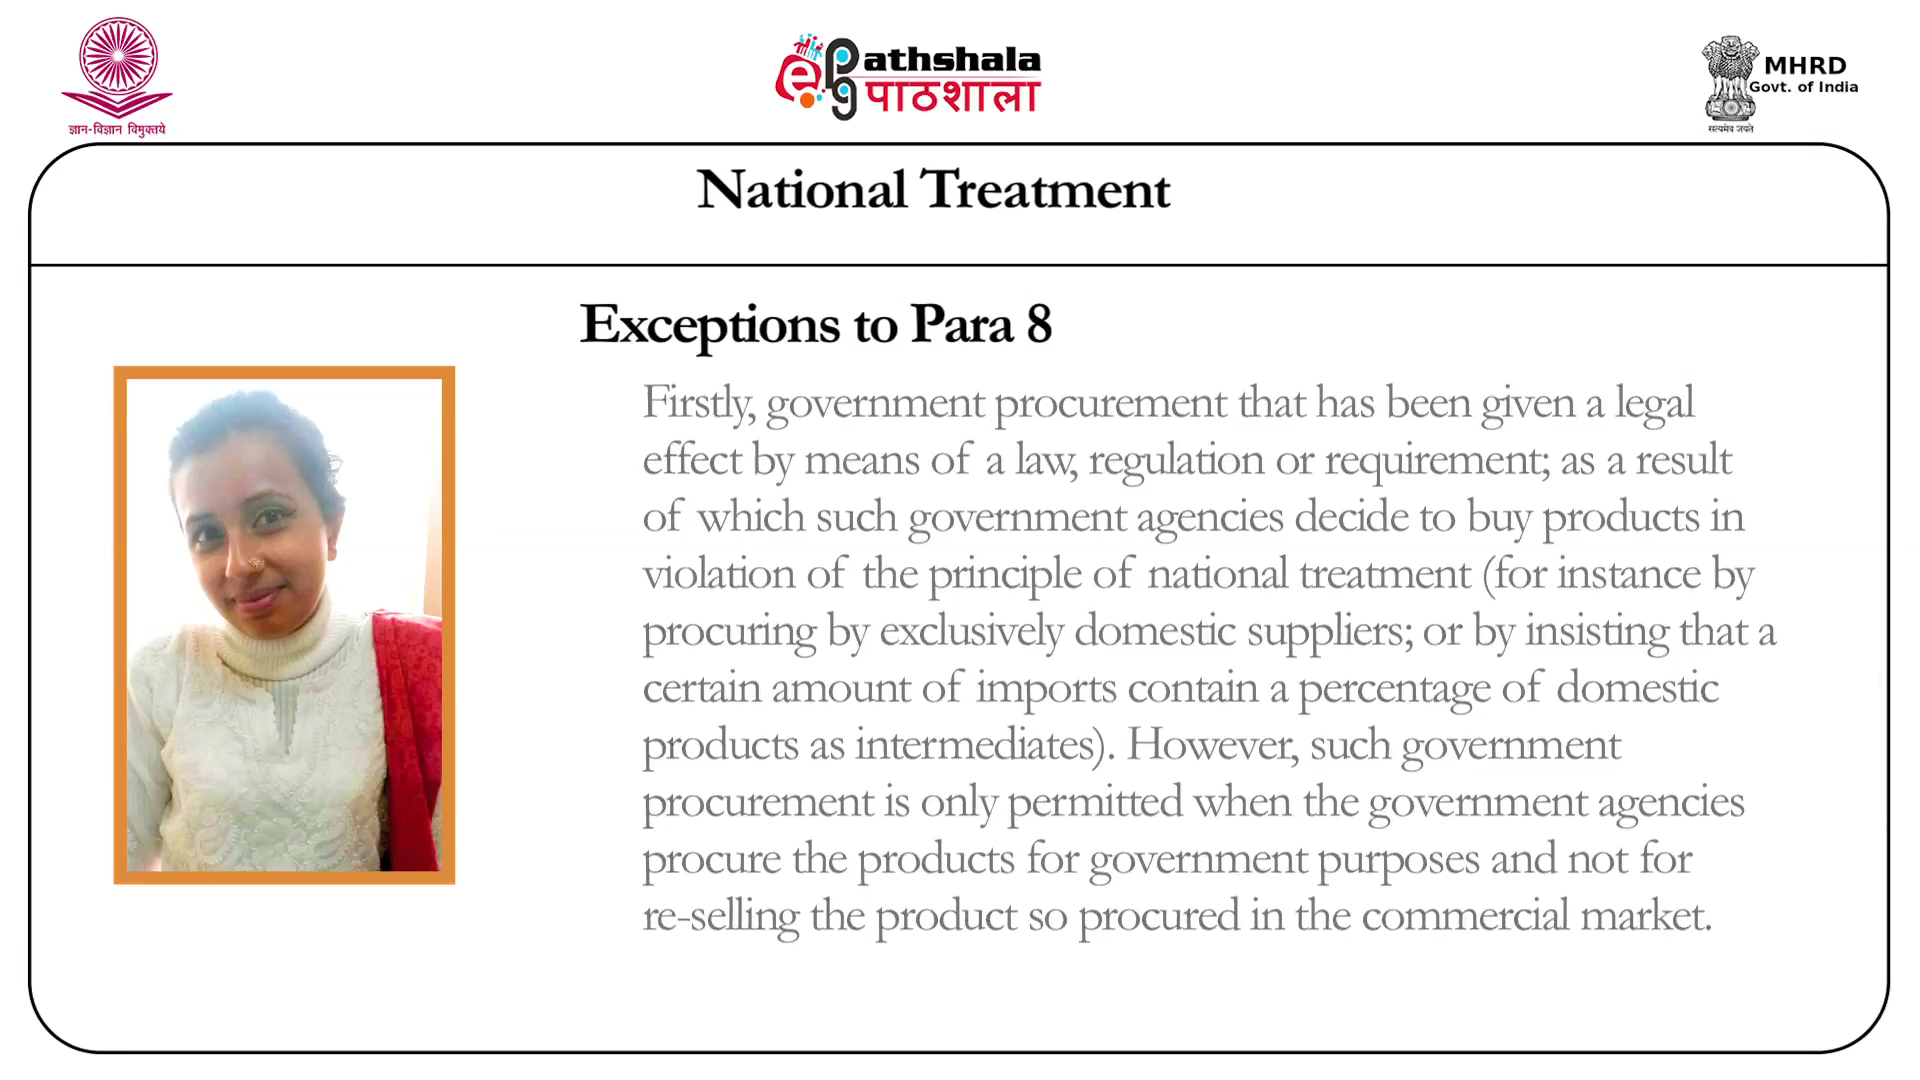 ज्ञान-विज्ञान विमुक्तये
e PG athshala
पाठशाला
MHRD
Govt. of India
सत्यमेव जयते
National Treatment
Exceptions to Para 8
Firstly, government procurement that has been given a legal
effect by means of a law, regulation or requirement; as a result
of which such government agencies decide to buy products in
violation of the principle of national treatment (for instance by
procuring by exclusively domestic suppliers; or by insisting that a
certain amount of imports contain a percentage of domestic
products as intermediates). However, such government
procurement is only permitted when the government agencies
procure the products for government purposes and not for
re-selling the product so procured in the commercial market.